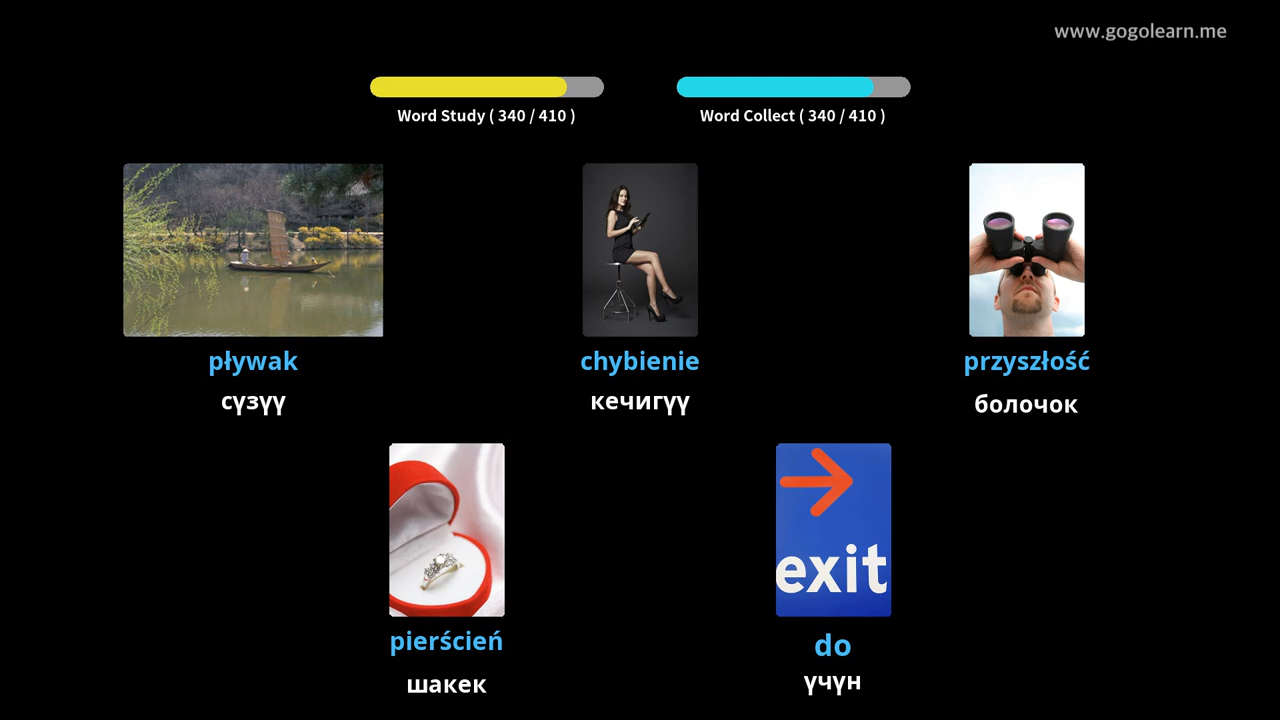 www.gogolearn.me
Word Study ( 340 / 410 )
Word Collect ( 340 / 410 )
pływak
сүзүү
chybienie
кечигүү
przyszłość
болочок
exit
pierścień
шакек
do
үчүн